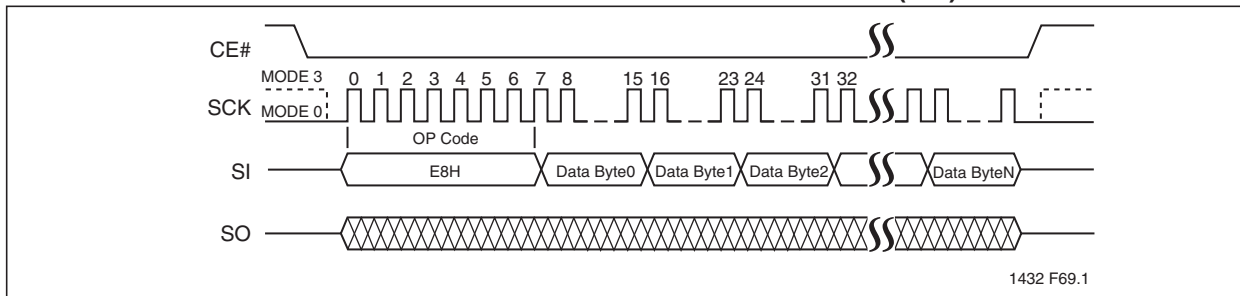 CE#
MODE 3 0 1 2 3 4 5 6 7 8 15 16 23 24 31 32
SCK MODE 0
OP Code
SI E8H Data Byte0 Data Byte1 Data Byte2 Data ByteN
SO
1432 F69.1